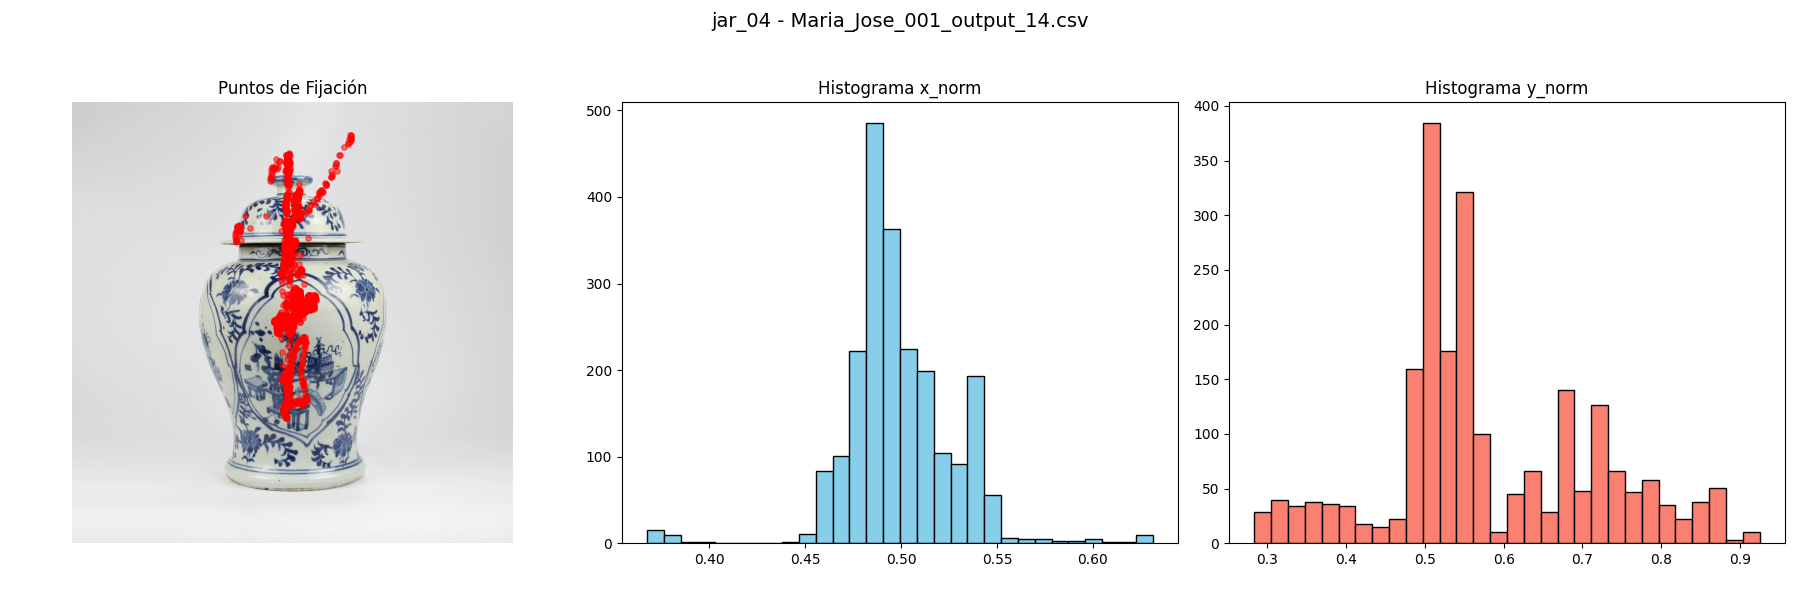 jar_04 - Maria_Jose_001_output_14.csv
Puntos de Fijación
Histograma x_norm
500
400
300
200
100
0
0.40 0.45 0.50 0.55 0.60
Histograma y_norm
400
350
300
250
200
150
100
50
0
0.3 0.4 0.5 0.6 0.7 0.8 0.9